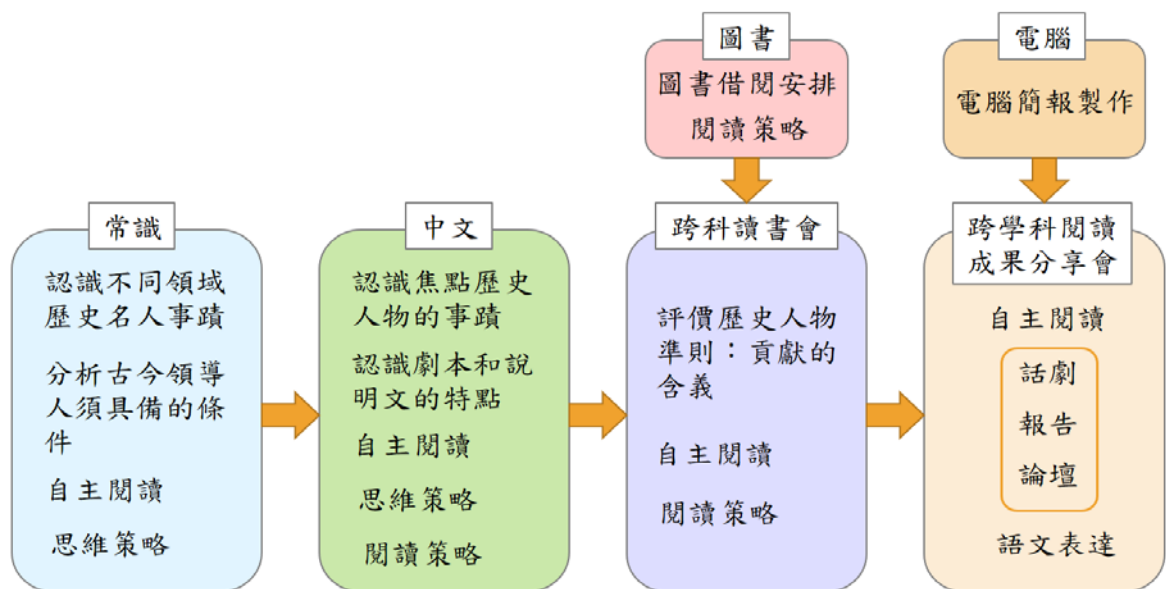 圖書
圖書借閱安排
閱讀策略
電腦
電腦簡報製作
常識
認識不同領域
歷史名人事蹟
分析古今領導
人須具備的條
件
自主閱讀
思維策略
中文
認識焦點歷史
人物的事蹟
認識劇本和說
明文的特點
自主閱讀
思維策略
閱讀策略
跨科讀書會
評價歷史人物
準則：貢獻的
含義
自主閱讀
閱讀策略
跨學科閱讀
成果分享會
自主閱讀
話劇
報告
論壇
語文表達